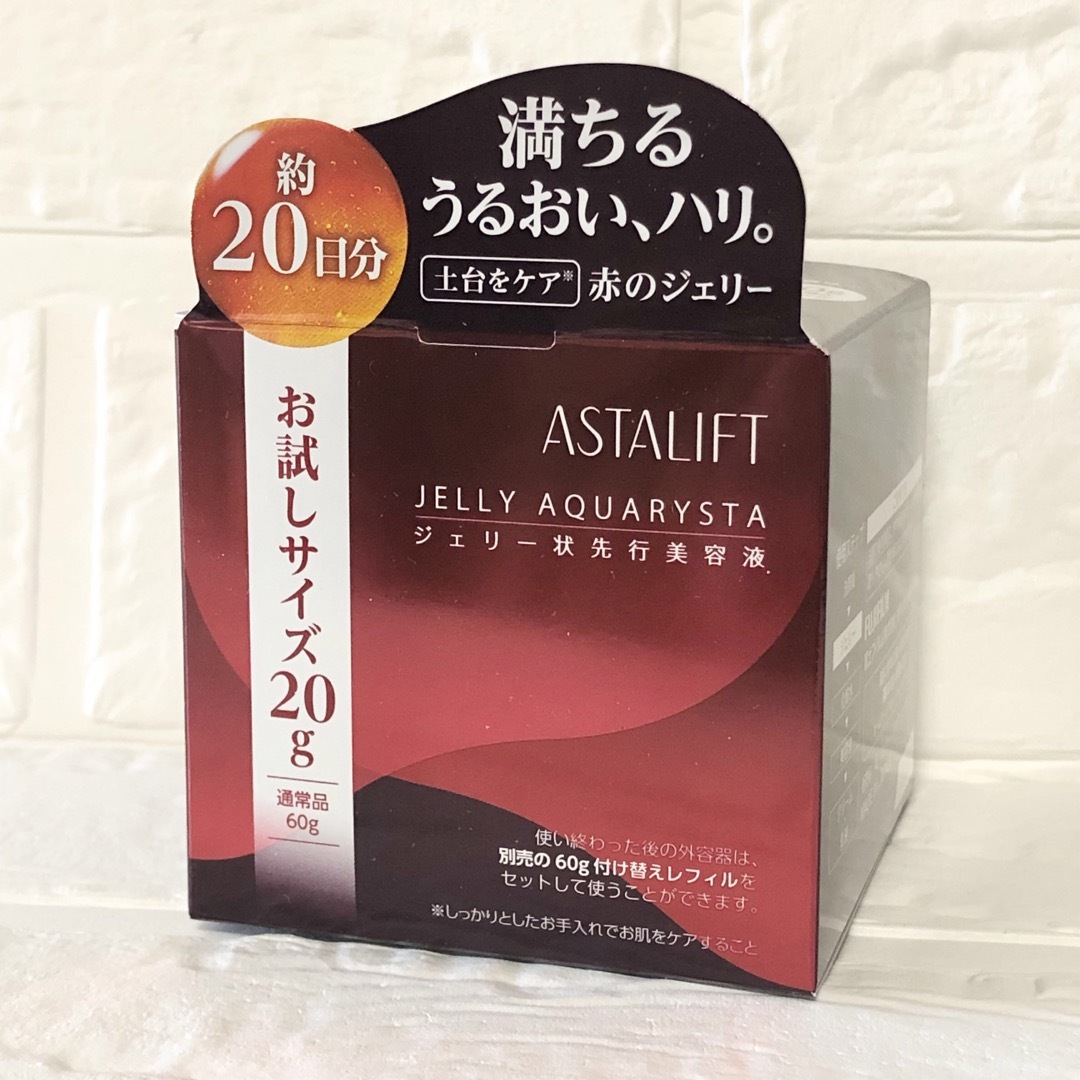 約
20日分
満ちる
うるおい、ハリ。
土台をケア※ 赤のジェリー
お試しサイズ20g
通常品
60g
ASTALIFT
JELLY AQUARYSTA
ジェリー状先行美容液
使い終わった後の外容器は、
別売の60g付け替えレフィルを
セットして使うことができます。
※しっかりとしたお手入れでお肌をケアすること
FUJIFILM